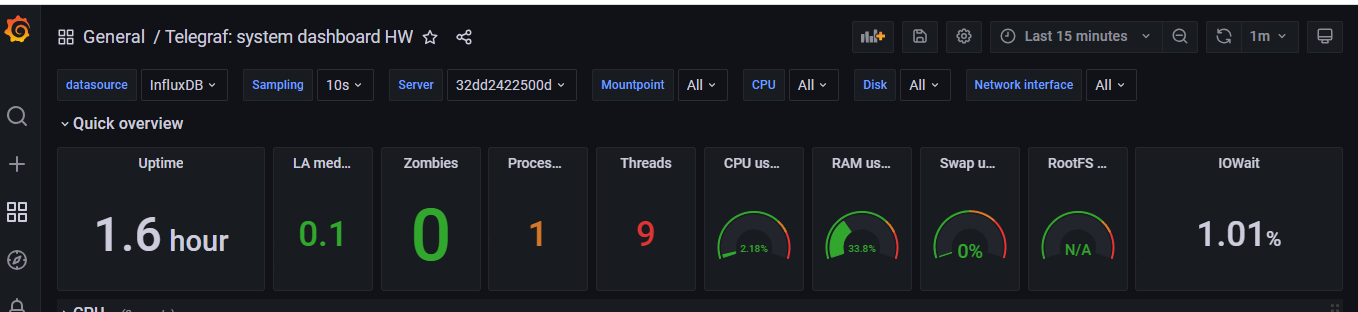 General / Telegraf: system dashboard HW
Last 15 minutes
1m
datasource InfluxDB Sampling 10s Server 32dd2422500d Mountpoint All CPU All Disk All Network interface All
Quick overview
Uptime LA med... Zombies Proces... Threads CPU us... RAM us... Swap u... RootFS ... IOWait
1.6 hour 0.1 0 1 9 2.18% 33.8% 0% N/A 1.01%